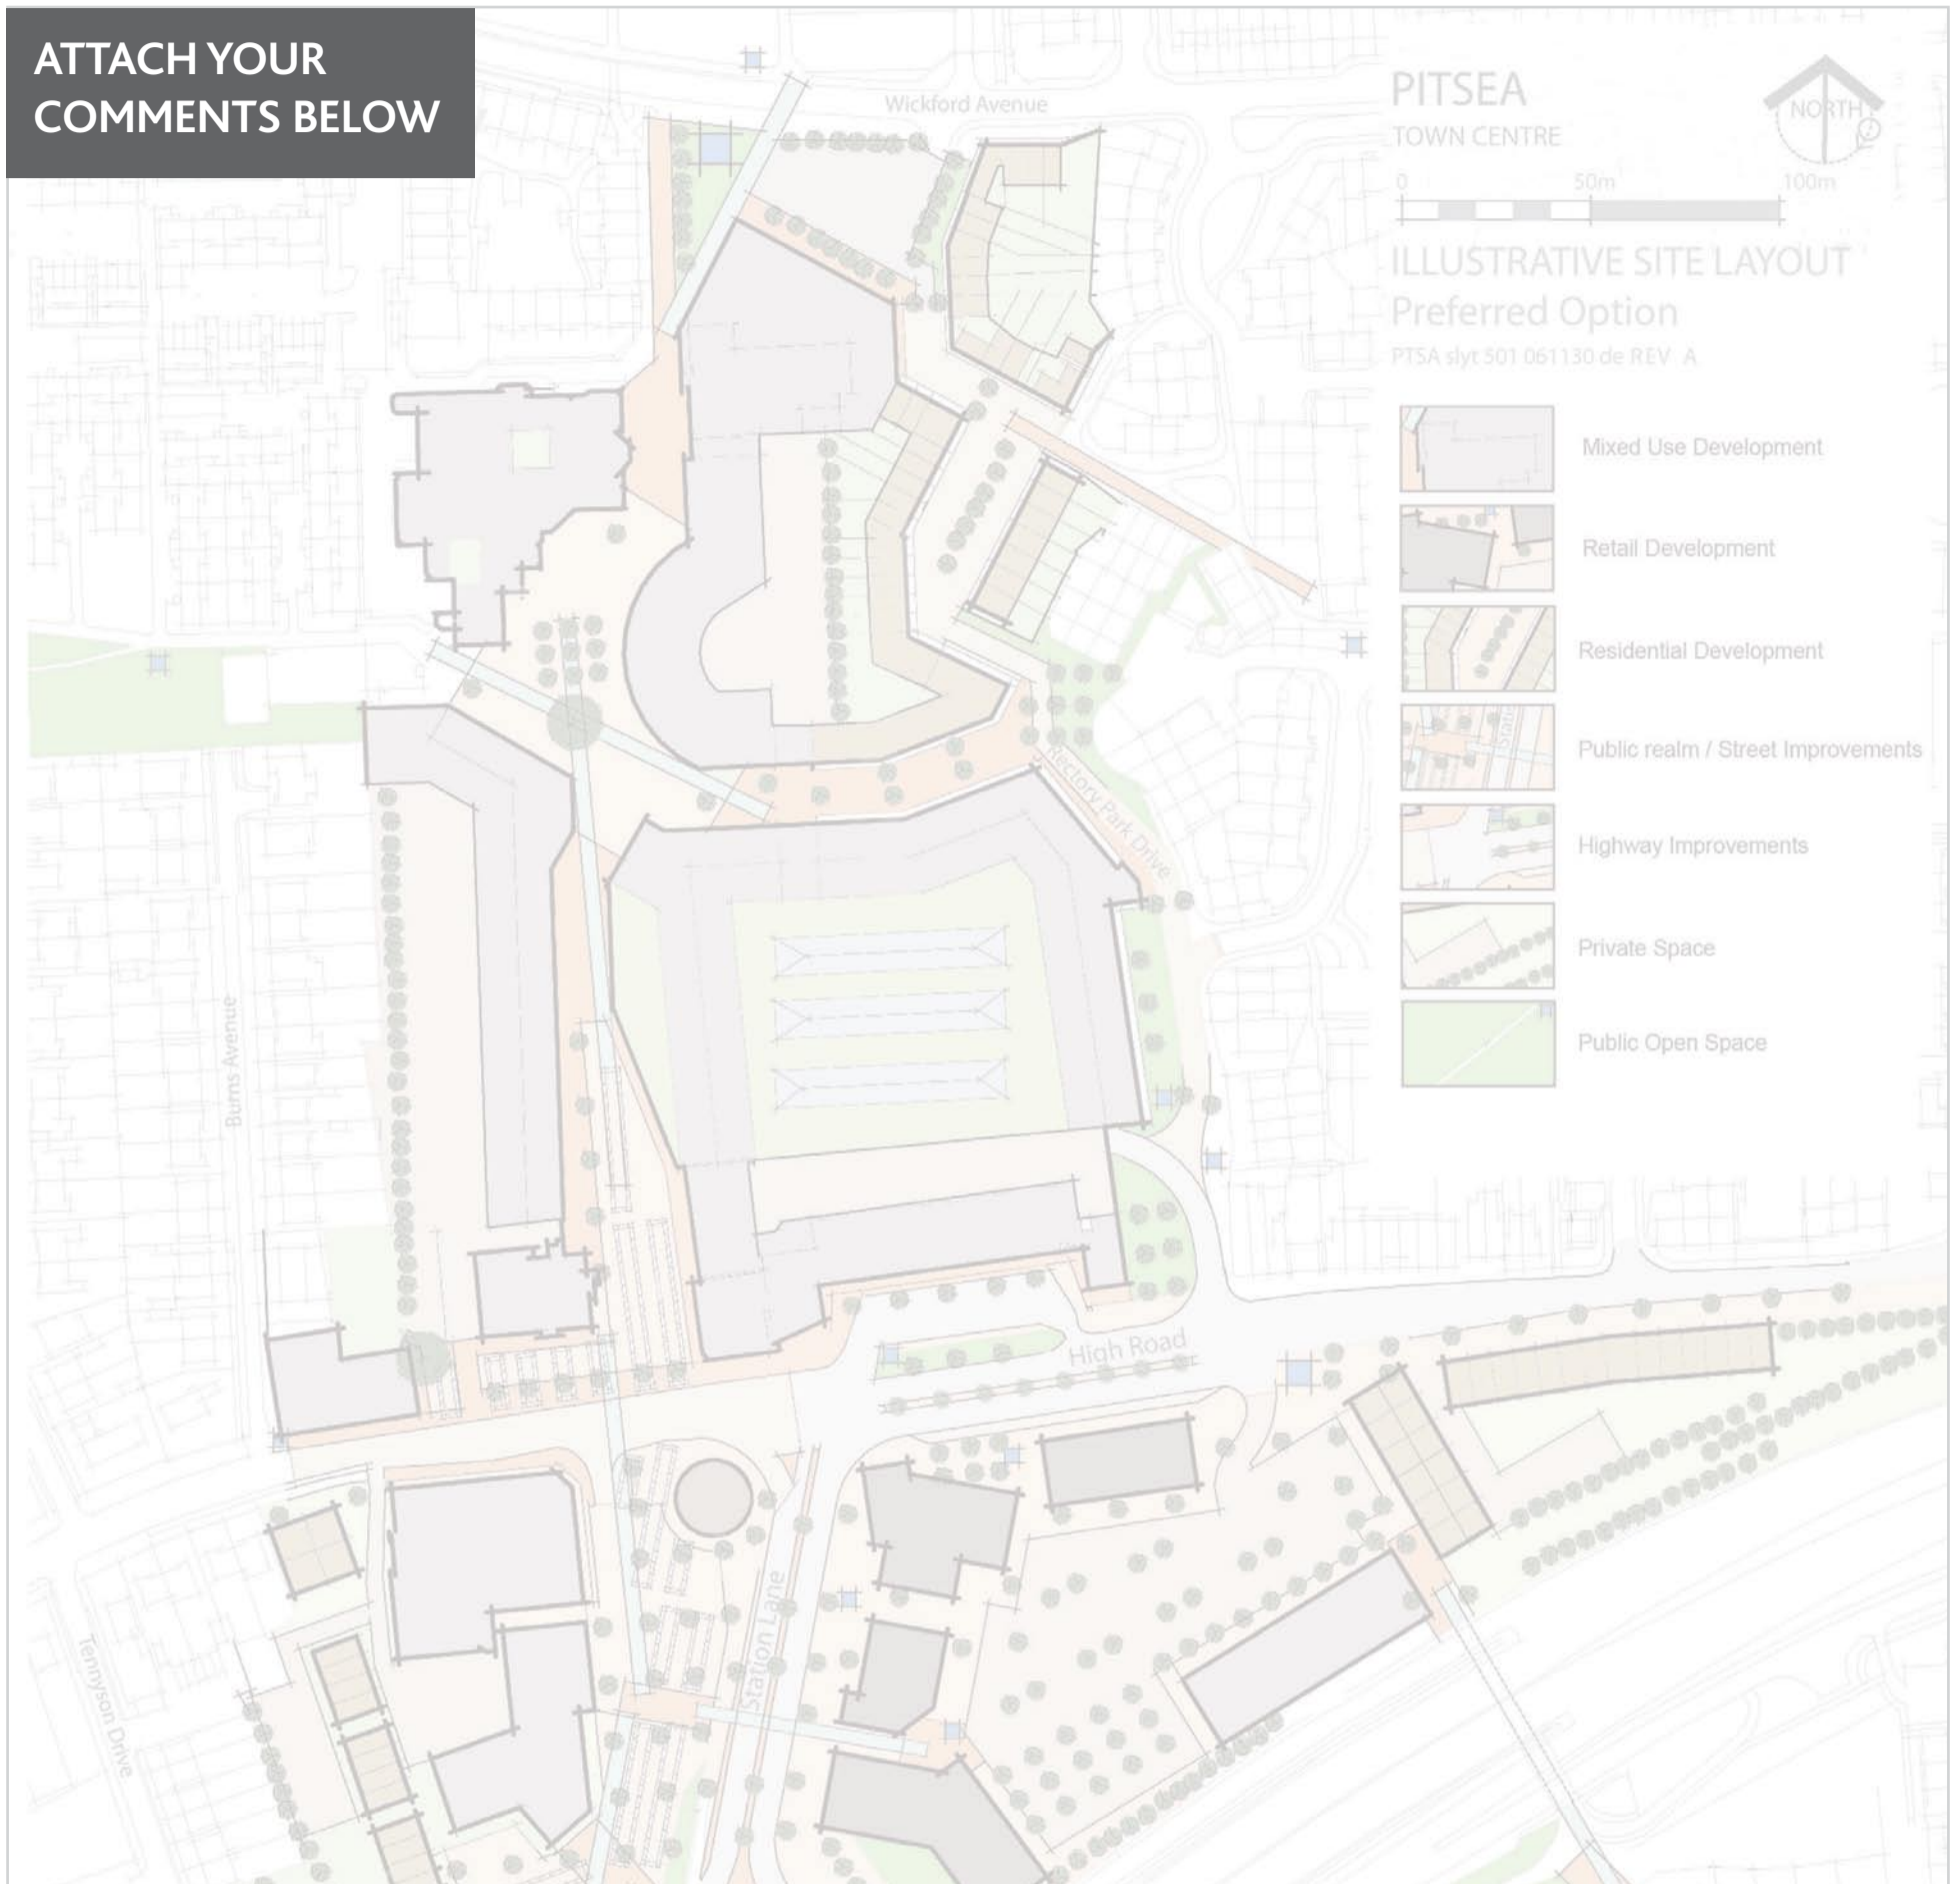 ATTACH YOUR
COMMENTS BELOW
Wickford Avenue
PITSEA
TOWN CENTRE
NORTH
0 50m 100m
ILLUSTRATIVE SITE LAYOUT
Preferred Option
PTSA slyt 501 061130 de REV A
Mixed Use Development
Retail Development
Residential Development
Public realm / Street Improvements
Highway Improvements
Private Space
Public Open Space
Rectory Park Drive
Burns Avenue
High Road
Station Lane
Tennyson Drive